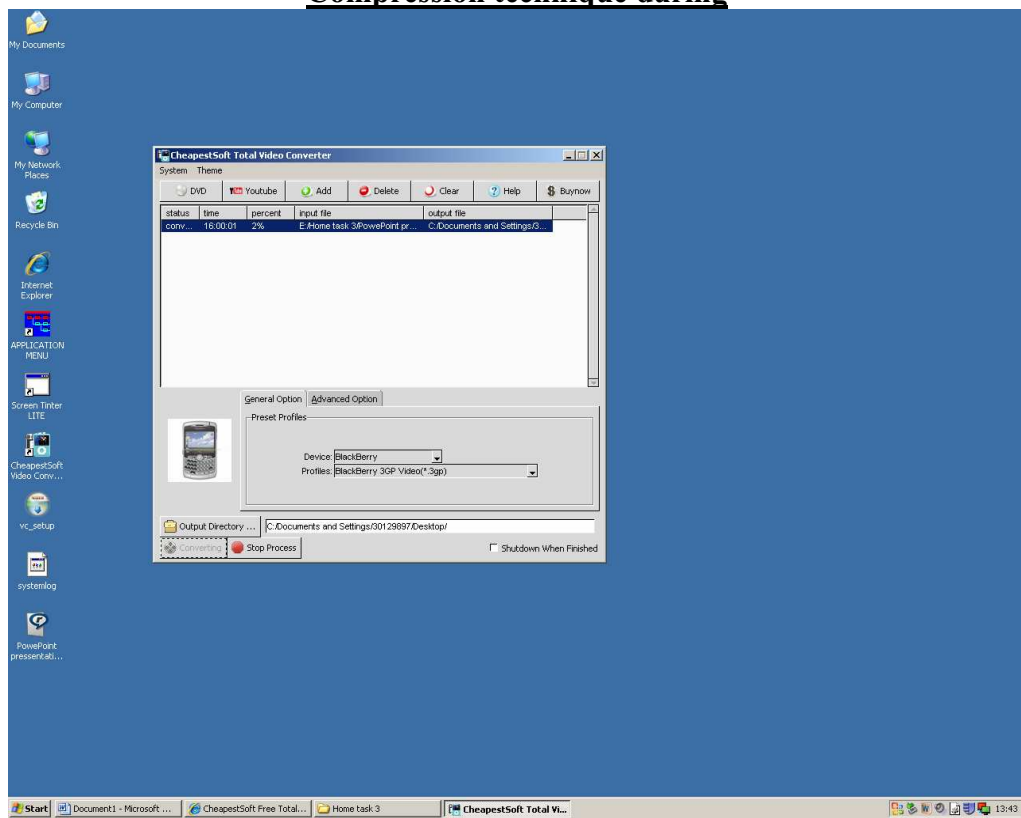 Compression technique during
My Documents
My Computer
My Network
Places
Recycle Bin
Internet
Explorer
APPLICATION
MENU
Screen Tinter
LITE
CheapestSoft
Video Conv...
vc_setup
systemlog
PowePoint
pressentati...
CheapestSoft Total Video Converter
System Theme
DVD Youtube Add Delete Clear Help Buynow
status time percent input file output file
conv... 16:00:01 2% E:/Home task 3/PowePoint pr... C:/Documents and Settings/3...
General Option Advanced Option
Preset Profiles
Device: BlackBerry
Profiles: BlackBerry 3GP Video(*.3gp)
Output Directory ... C:/Documents and Settings/30129897/Desktop/
Converting Stop Process Shutdown When Finished
Start Document1 - Microsoft ... CheapestSoft Free Total... Home task 3 CheapestSoft Total Vi... 13:43